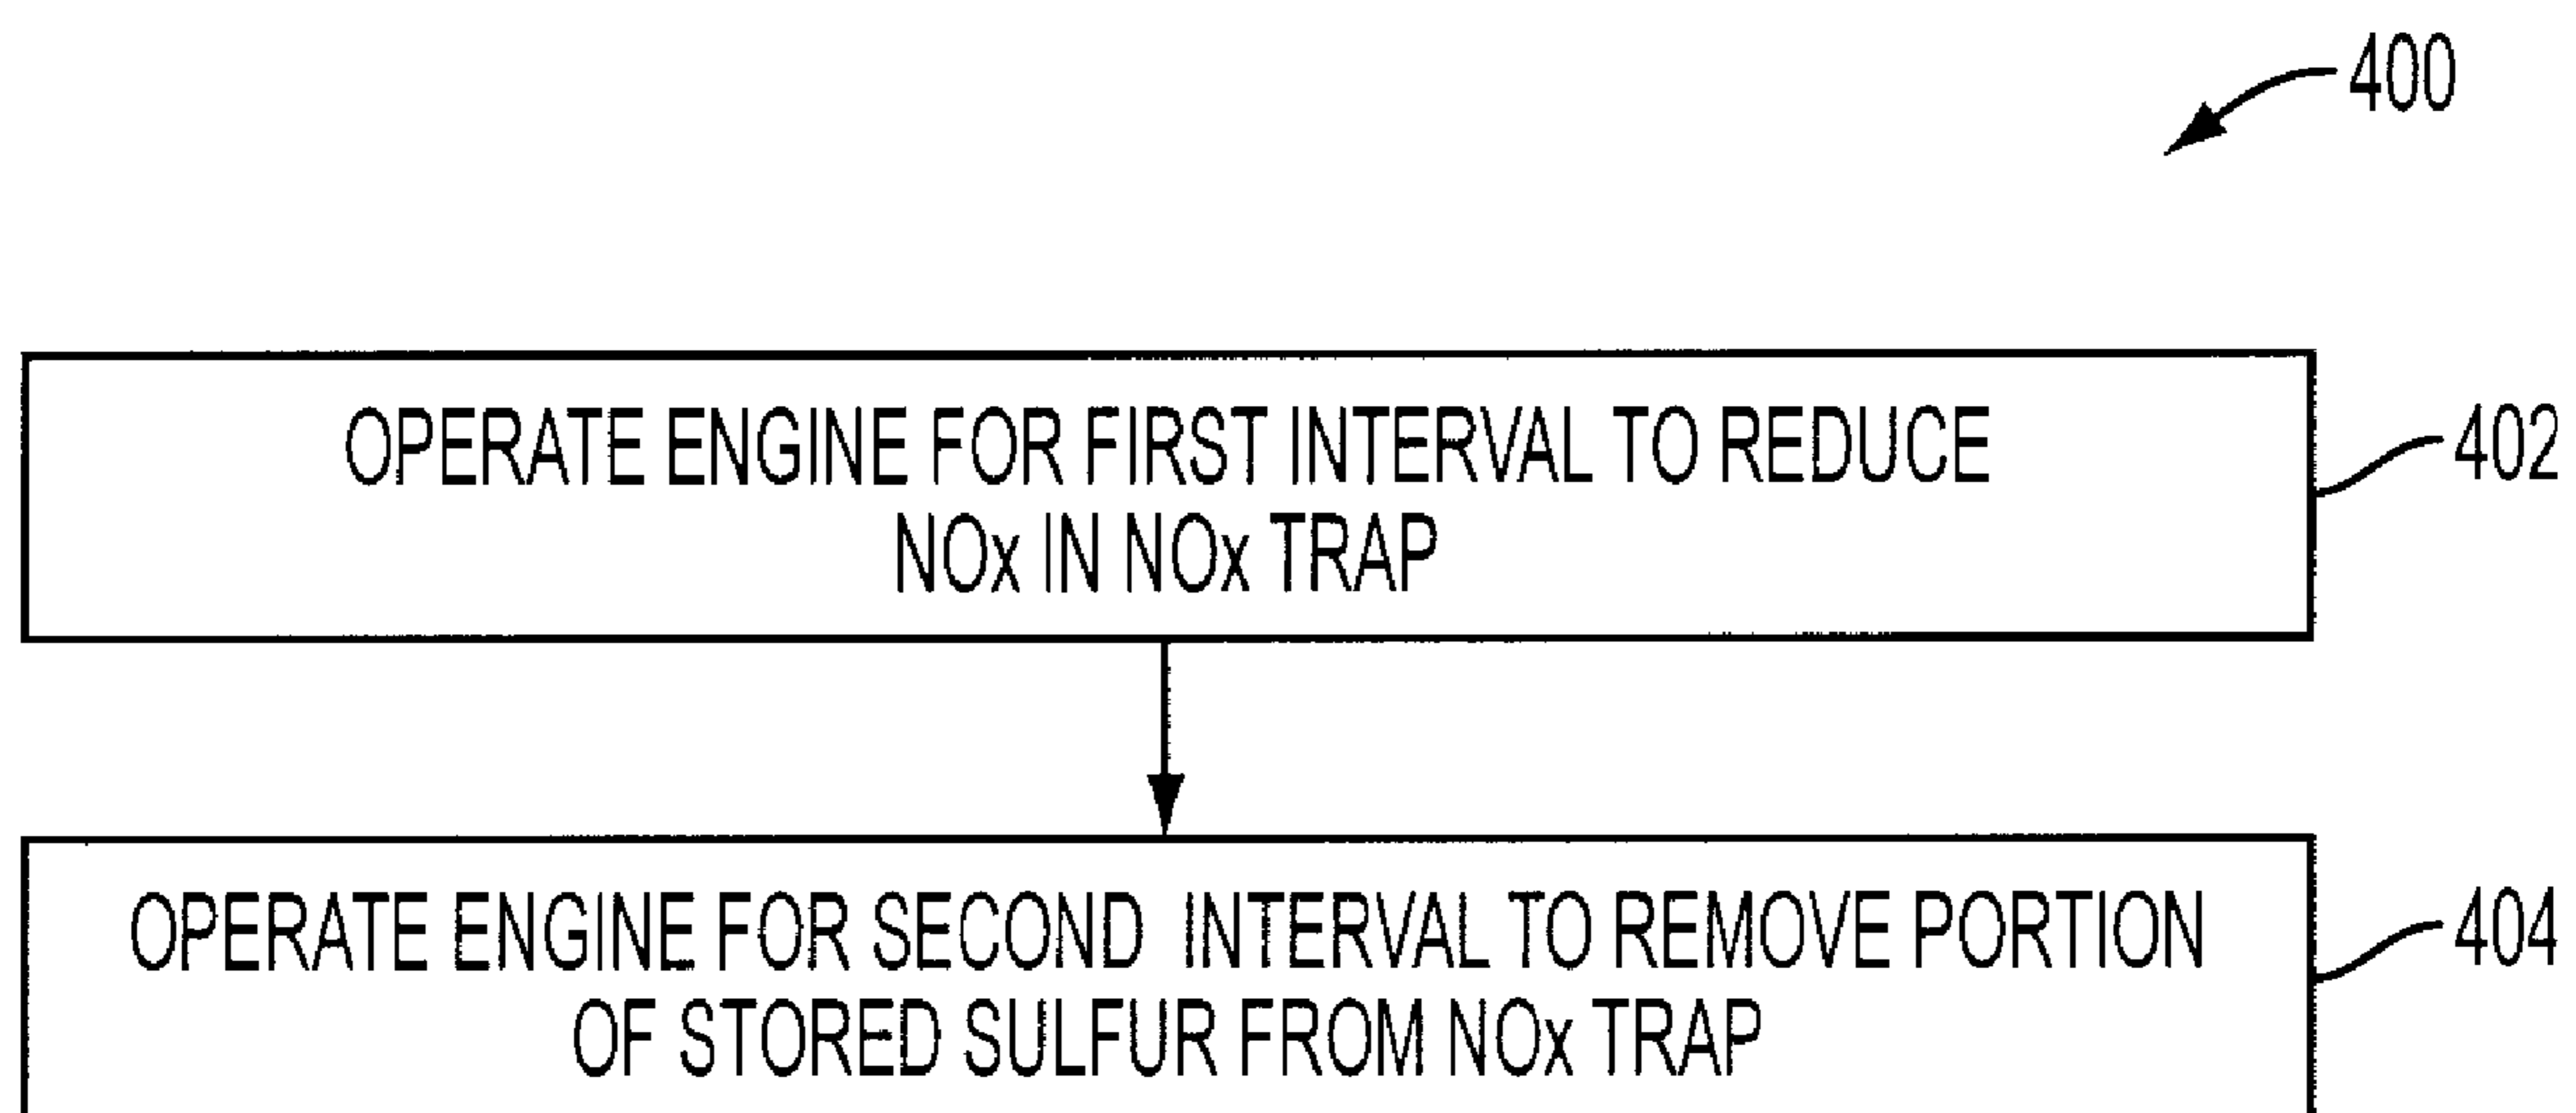 400
OPERATE ENGINE FOR FIRST INTERVAL TO REDUCE
NOx IN NOx TRAP
402
OPERATE ENGINE FOR SECOND INTERVAL TO REMOVE PORTION
OF STORED SULFUR FROM NOx TRAP
404